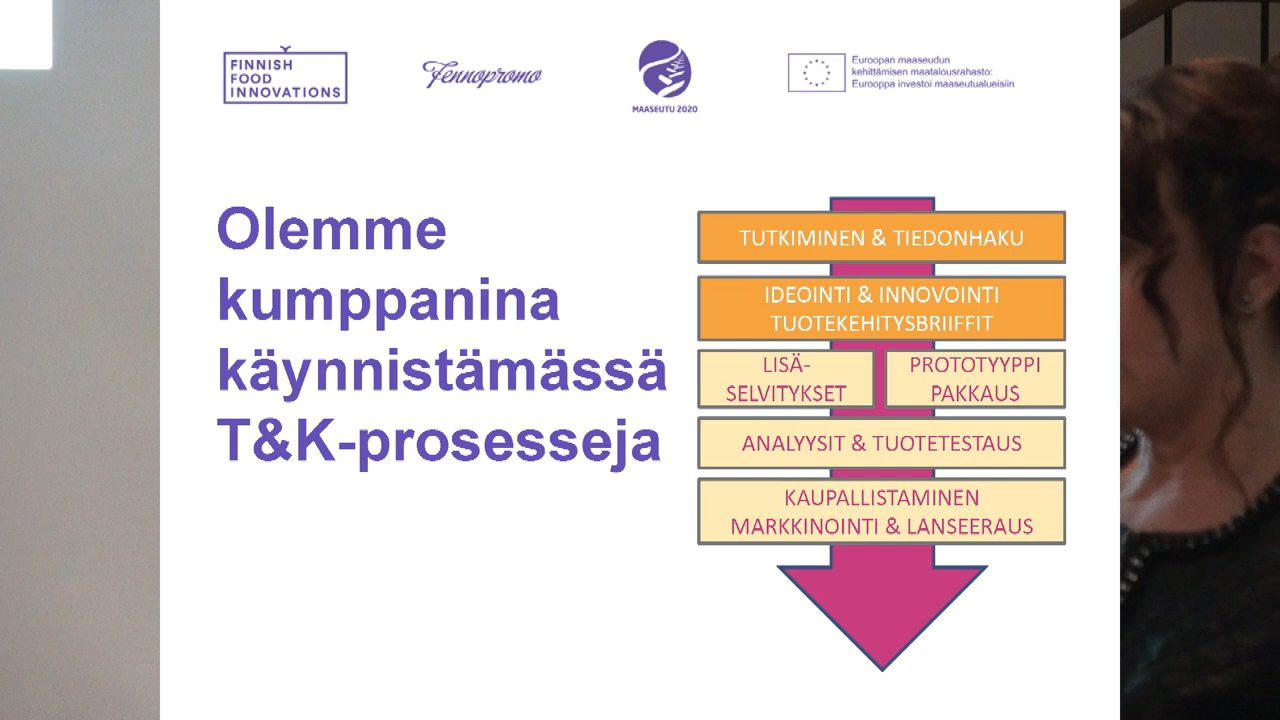 FINNISH
FOOD
INNOVATIONS
Fennopromo
MAASEUTU 2020
Euroopan maaseudun
kehittämisen maatalousrahasto:
Eurooppa investoi maaseutualueisiin
Olemme
kumppanina
käynnistämässä
T&K-prosesseja
TUTKIMINEN & TIEDONHAKU
IDEOINTI & INNOVOINTI
TUOTEKEHITYSBRIIFFIT
LISÄ-
SELVITYKSET
PROTOTYYPPI
PAKKAUS
ANALYYSIT & TUOTETESTAUS
KAUPALLISTAMINEN
MARKKINOINTI & LANSEERAUS